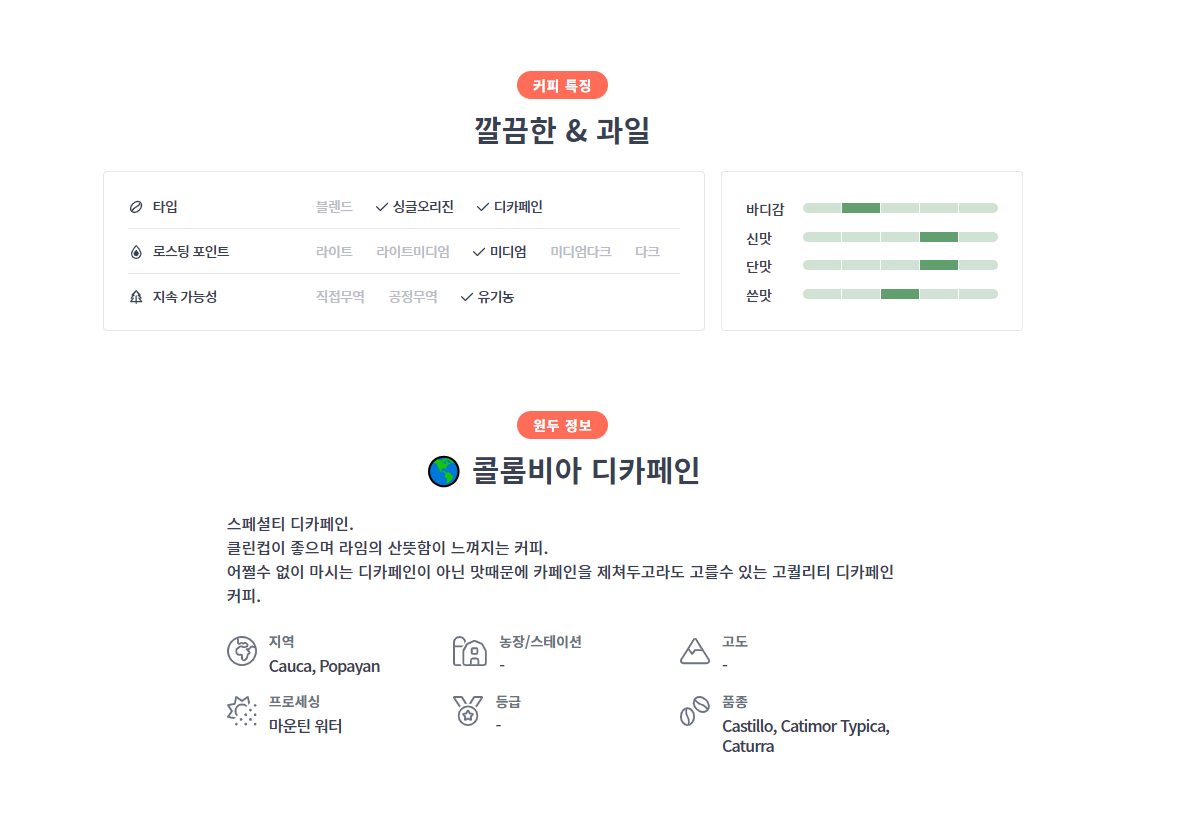 커피 특징
깔끔한 & 과일
타입 블렌드 싱글오리진 디카페인
로스팅 포인트 라이트 라이트미디엄 미디엄 미디엄다크 다크
지속 가능성 직접무역 공정무역 유기농
바디감
신맛
단맛
쓴맛
원두 정보
콜롬비아 디카페인
스페셜티 디카페인.
클린컵이 좋으며 라임의 산뜻함이 느껴지는 커피.
어쩔수 없이 마시는 디카페인이 아닌 맛때문에 카페인을 제쳐두고라도 고를수 있는 고퀄리티 디카페인
커피.
지역 농장/스테이션 고도
Cauca, Popayan - -
프로세싱 등급 품종
마운틴 워터 - Castillo, Catimor Typica,
Caturra